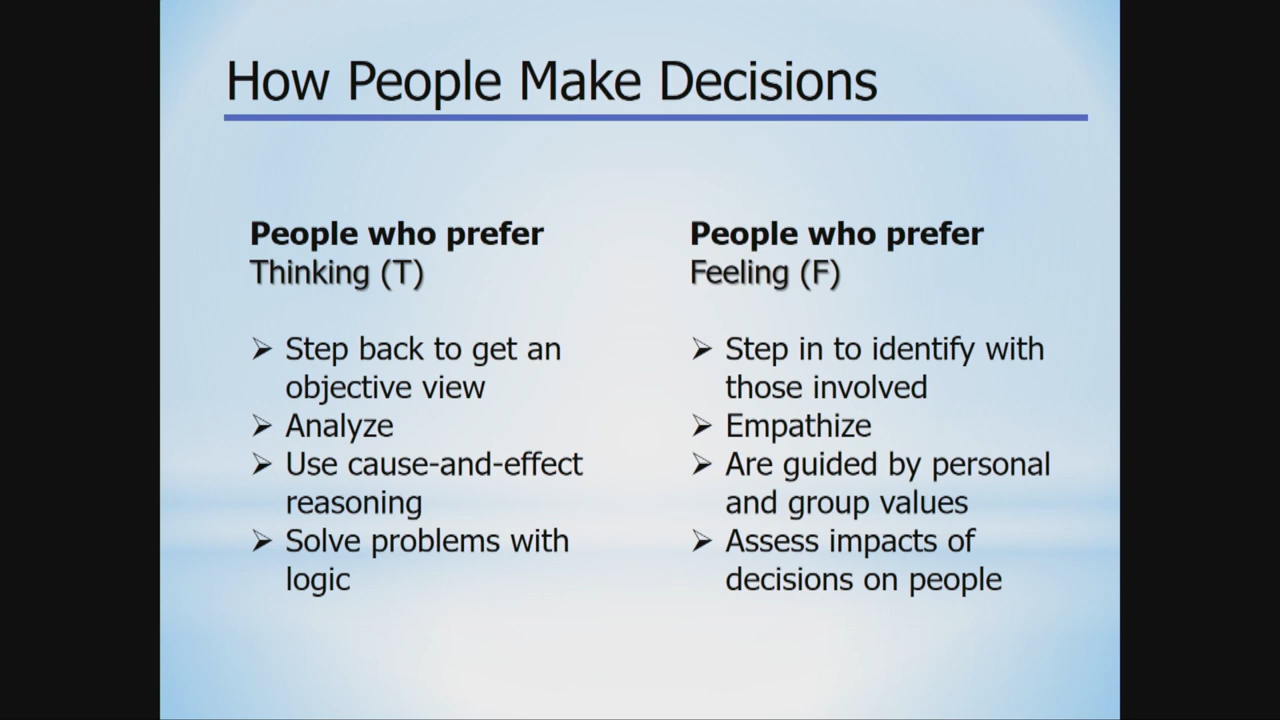 How People Make Decisions
People who prefer
Thinking (T)
➢ Step back to get an
objective view
➢ Analyze
➢ Use cause-and-effect
reasoning
➢ Solve problems with
logic
People who prefer
Feeling (F)
➢ Step in to identify with
those involved
➢ Empathize
➢ Are guided by personal
and group values
➢ Assess impacts of
decisions on people